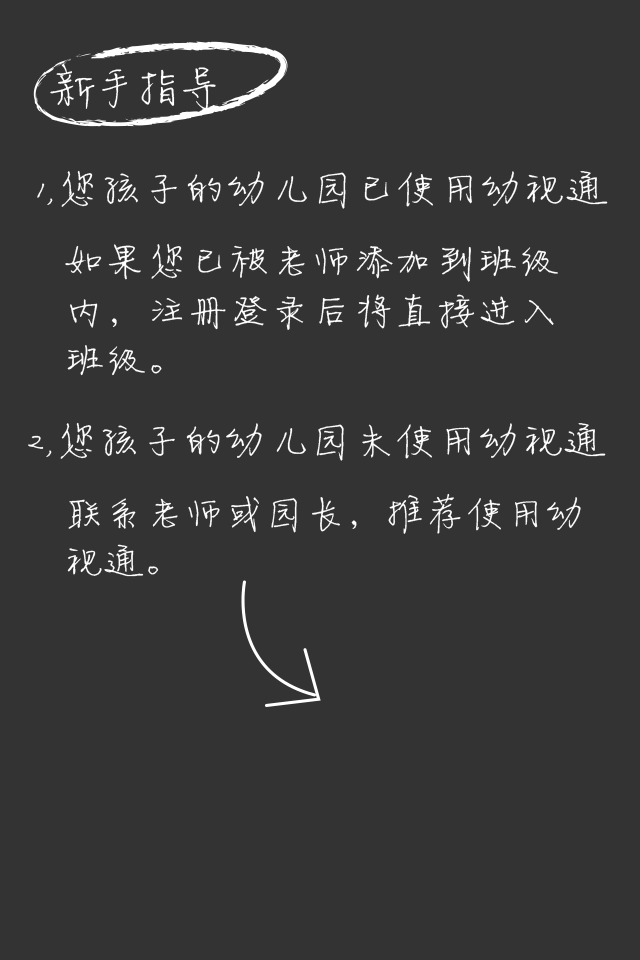 新手指导
1,您孩子的幼儿园已使用幼视通
如果您已被老师添加到班级
内，注册登录后将直接进入
班级。
2,您孩子的幼儿园未使用幼视通
联系老师或园长，推荐使用幼
视通。